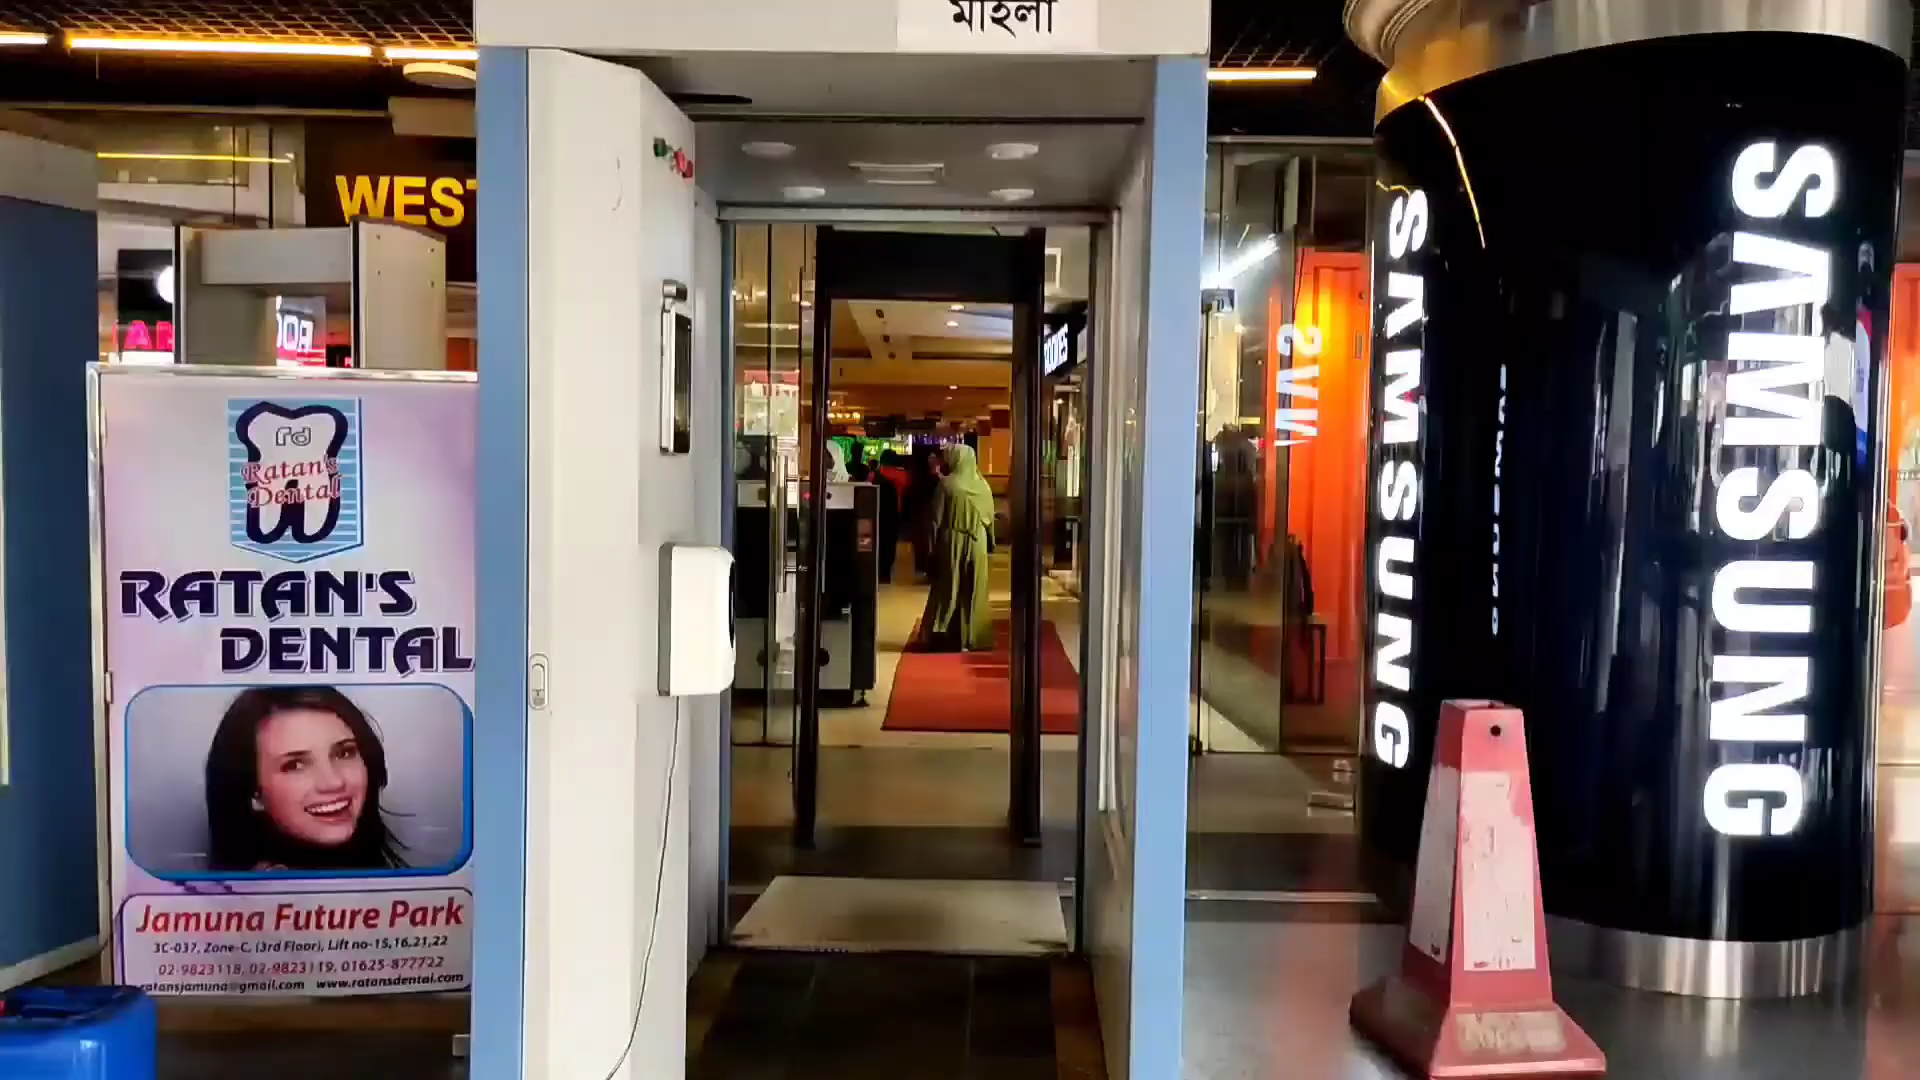 মহিলা
WEST
rd
Ratan's
Dental
RATAN'S
DENTAL
Jamuna Future Park
3C-037, Zone-C, (3rd Floor), Lift no-15,16,21,22
02-9823118, 02-9823119, 01625-877722
ratansjamuna@gmail.com www.ratansdental.com
SAMSUNG
SAMSUNG